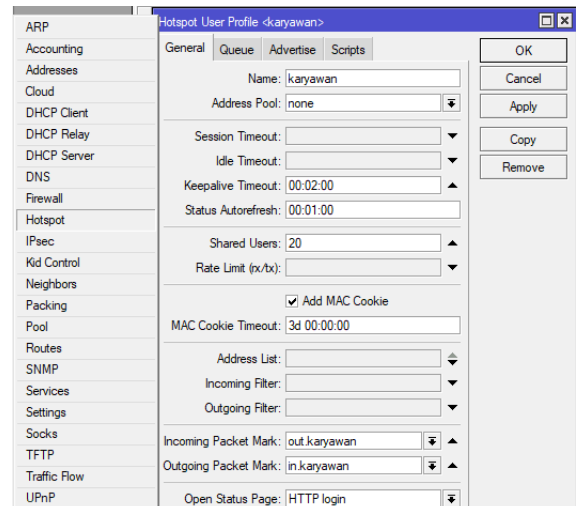 ARP
Accounting
Addresses
Cloud
DHCP Client
DHCP Relay
DHCP Server
DNS
Firewall
Hotspot
IPsec
Kid Control
Neighbors
Packing
Pool
Routes
SNMP
Services
Settings
Socks
TFTP
Traffic Flow
UPnP
Hotspot User Profile <karyawan>
General Queue Advertise Scripts
Name: karyawan
Address Pool: none
Session Timeout:
Idle Timeout:
Keepalive Timeout: 00:02:00
Status Autorefresh: 00:01:00
Shared Users: 20
Rate Limit (rx/tx):
Add MAC Cookie
MAC Cookie Timeout: 3d 00:00:00
Address List:
Incoming Filter:
Outgoing Filter:
Incoming Packet Mark: out.karyawan
Outgoing Packet Mark: in.karyawan
Open Status Page: HTTP login
OK
Cancel
Apply
Copy
Remove